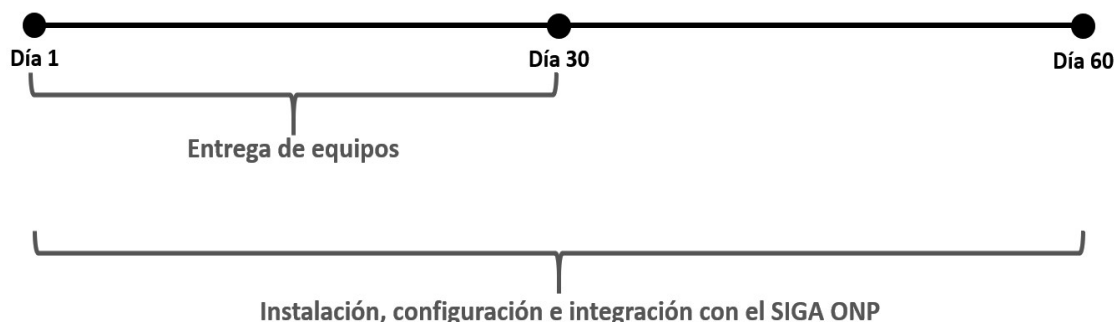 Día 1
Día 30
Día 60
Entrega de equipos
Instalación, configuración e integración con el SIGA ONP